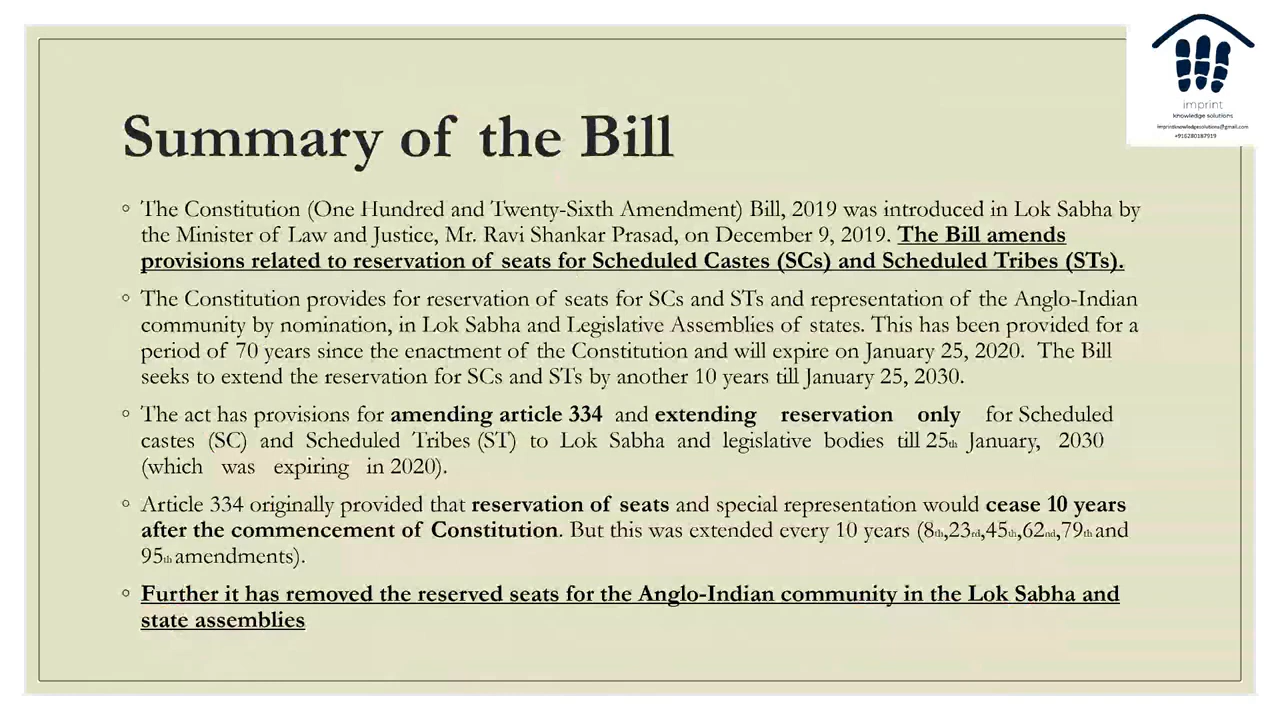 imprint
knowledge solutions
imprintknowledgesolutions@gmail.com
+916280187919
Summary of the Bill
◦ The Constitution (One Hundred and Twenty-Sixth Amendment) Bill, 2019 was introduced in Lok Sabha by
the Minister of Law and Justice, Mr. Ravi Shankar Prasad, on December 9, 2019. The Bill amends
provisions related to reservation of seats for Scheduled Castes (SCs) and Scheduled Tribes (STs).
◦ The Constitution provides for reservation of seats for SCs and STs and representation of the Anglo-Indian
community by nomination, in Lok Sabha and Legislative Assemblies of states. This has been provided for a
period of 70 years since the enactment of the Constitution and will expire on January 25, 2020. The Bill
seeks to extend the reservation for SCs and STs by another 10 years till January 25, 2030.
◦ The act has provisions for amending article 334 and extending reservation only for Scheduled
castes (SC) and Scheduled Tribes (ST) to Lok Sabha and legislative bodies till 25th January, 2030
(which was expiring in 2020).
◦ Article 334 originally provided that reservation of seats and special representation would cease 10 years
after the commencement of Constitution. But this was extended every 10 years (8th,23rd,45th,62nd,79th and
95th amendments).
◦ Further it has removed the reserved seats for the Anglo-Indian community in the Lok Sabha and
state assemblies